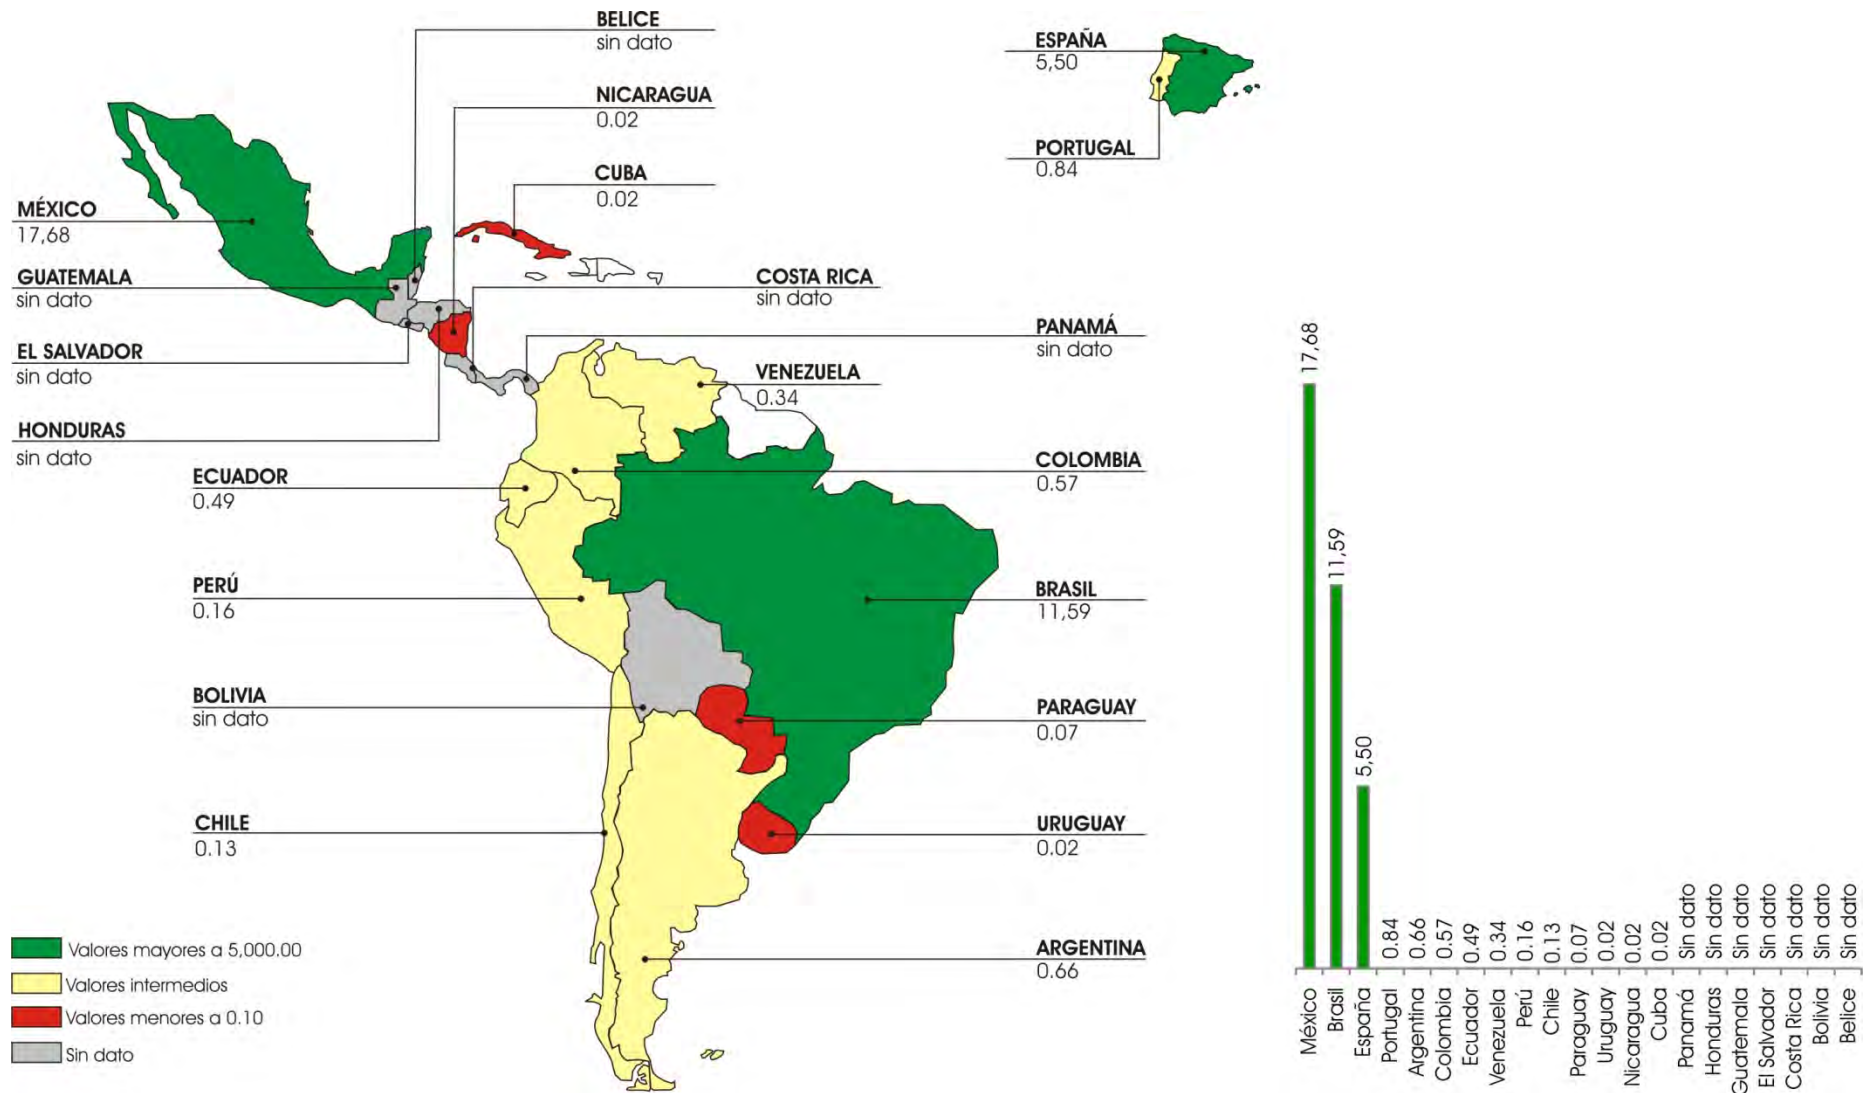 BELICE
sin dato
NICARAGUA
0.02
CUBA
0.02
ESPAÑA
5,50
PORTUGAL
0.84
MÉXICO
17,68
GUATEMALA
sin dato
EL SALVADOR
sin dato
HONDURAS
sin dato
COSTA RICA
sin dato
PANAMÁ
sin dato
VENEZUELA
0.34
COLOMBIA
0.57
ECUADOR
0.49
PERÚ
0.16
BRASIL
11,59
BOLIVIA
sin dato
PARAGUAY
0.07
CHILE
0.13
URUGUAY
0.02
ARGENTINA
0.66
Valores mayores a 5,000.00
Valores intermedios
Valores menores a 0.10
Sin dato
17,68
11,59
5,50
0.84
0.66
0.57
0.49
0.34
0.16
0.13
0.07
0.02
0.02
0.02
Sin dato
Sin dato
Sin dato
Sin dato
Sin dato
Sin dato
Sin dato
México
Brasil
España
Portugal
Argentina
Colombia
Ecuador
Venezuela
Perú
Chile
Paraguay
Uruguay
Nicaragua
Cuba
Panamá
Honduras
Guatemala
El Salvador
Costa Rica
Bolivia
Belice